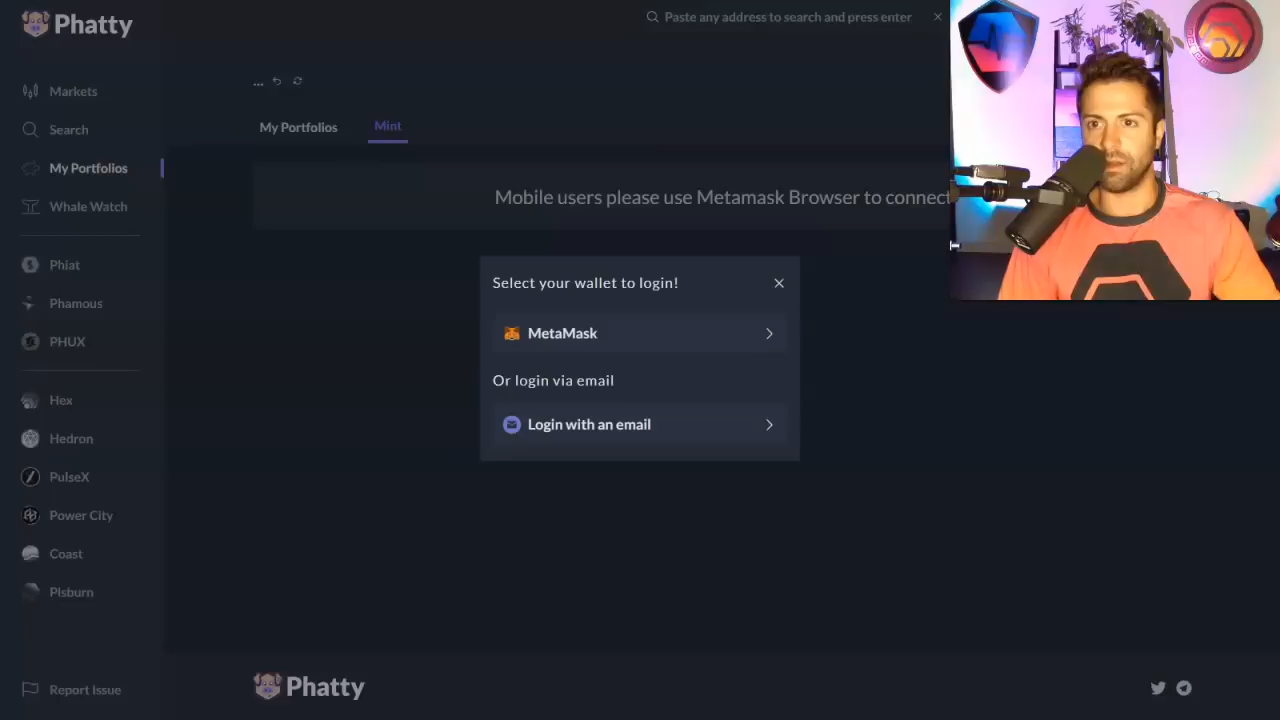 Phatty
Paste any address to search and press enter
Markets
Search
My Portfolios
Whale Watch
Phiat
Phamous
PHUX
Hex
Hedron
PulseX
Power City
Coast
Plsburn
Report Issue
...
My Portfolios Mint
Mobile users please use Metamask Browser to connect
Select your wallet to login!
MetaMask
Or login via email
Login with an email
Phatty